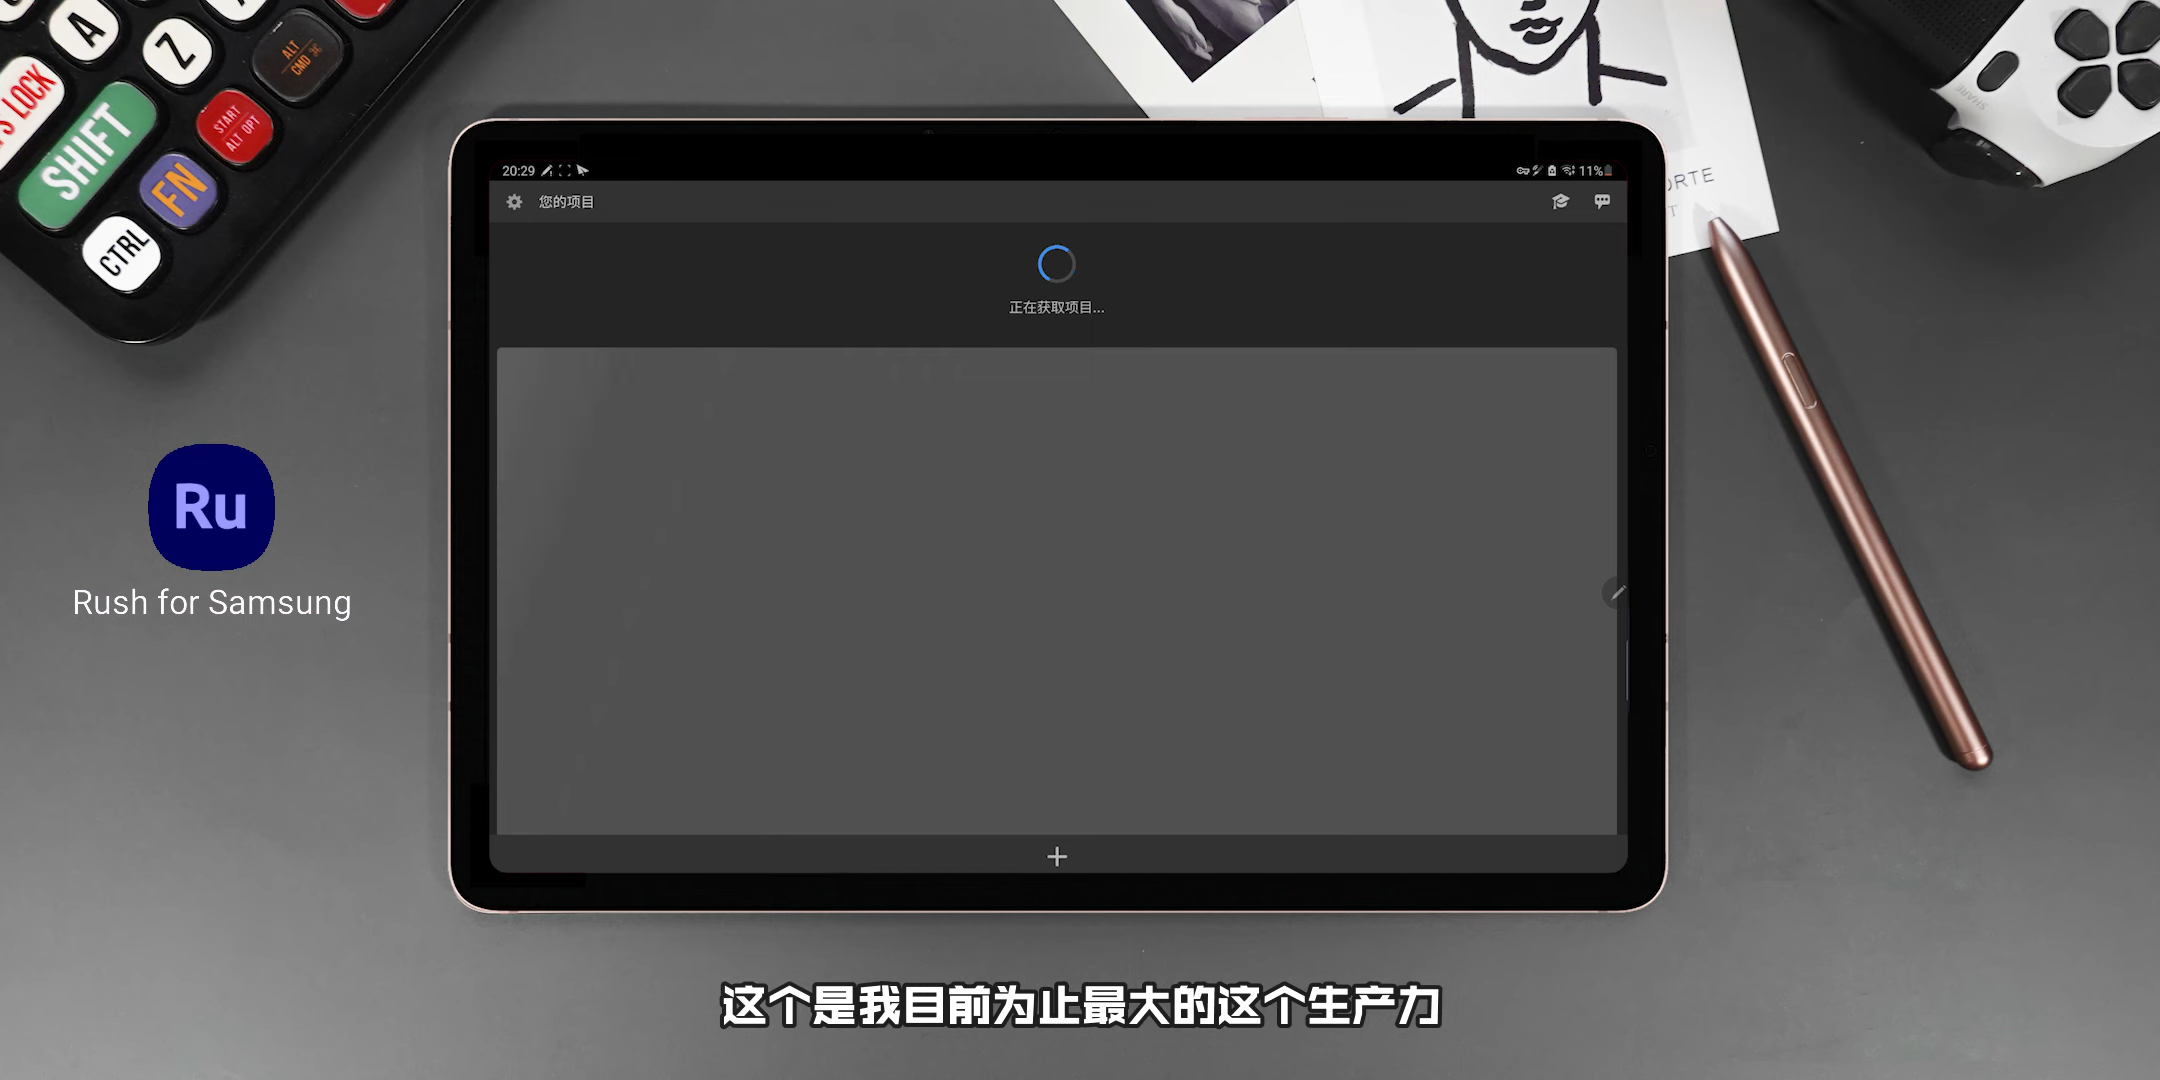 A
Z
ALT
CMD ⌘
LOCK
SHIFT
START
ALT OPT
FN
CTRL
SHARE
20:29
11%
您的项目
正在获取项目...
Ru
Rush for Samsung
这个是我目前为止最大的这个生产力